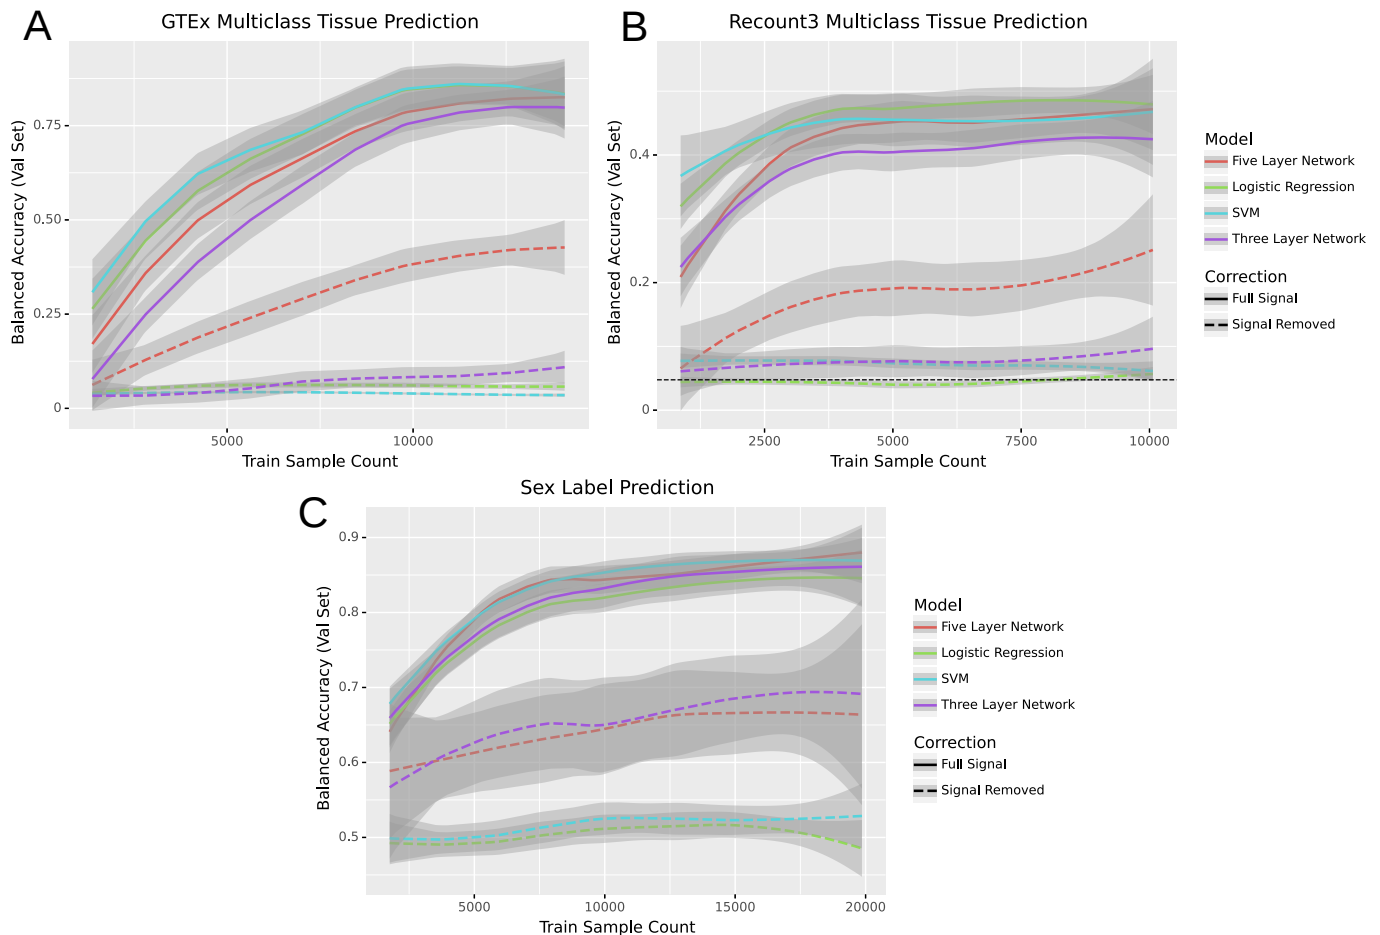 A
GTEx Multiclass Tissue Prediction
Balanced Accuracy (Val Set)
0.75
0.50
0.25
0
5000
10000
Train Sample Count
B
Recount3 Multiclass Tissue Prediction
Balanced Accuracy (Val Set)
0.4
0.2
0
2500
5000
7500
10000
Train Sample Count
Model
Five Layer Network
Logistic Regression
SVM
Three Layer Network
Correction
Full Signal
Signal Removed
C
Sex Label Prediction
Balanced Accuracy (Val Set)
0.9
0.8
0.7
0.6
0.5
5000
10000
15000
20000
Train Sample Count
Model
Five Layer Network
Logistic Regression
SVM
Three Layer Network
Correction
Full Signal
Signal Removed